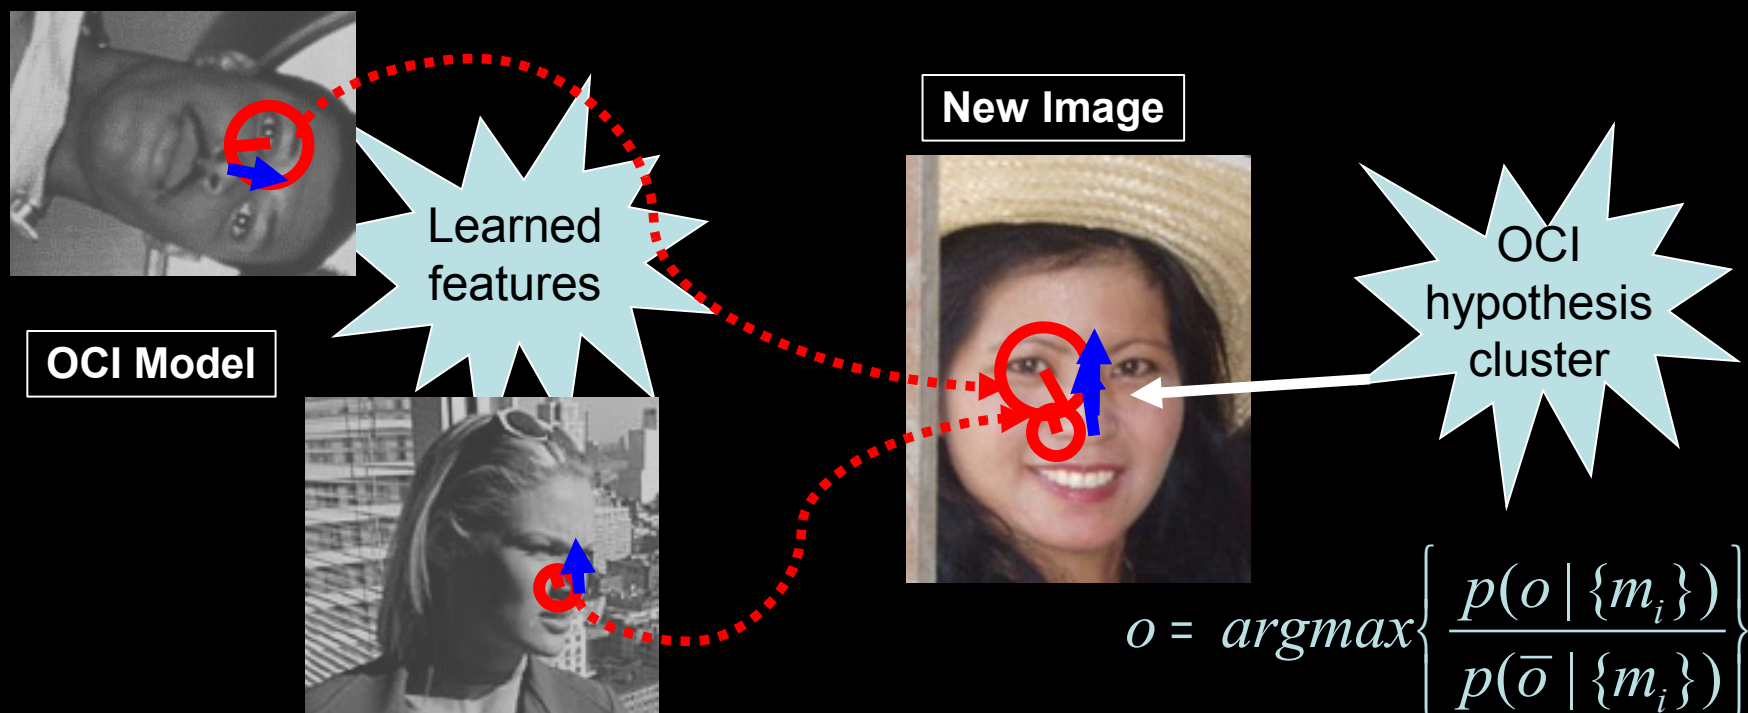 New Image
Learned
features
OCI
hypothesis
cluster
OCI Model
o = argmax{ p(o | {m_i}) / p(o̅ | {m_i}) }